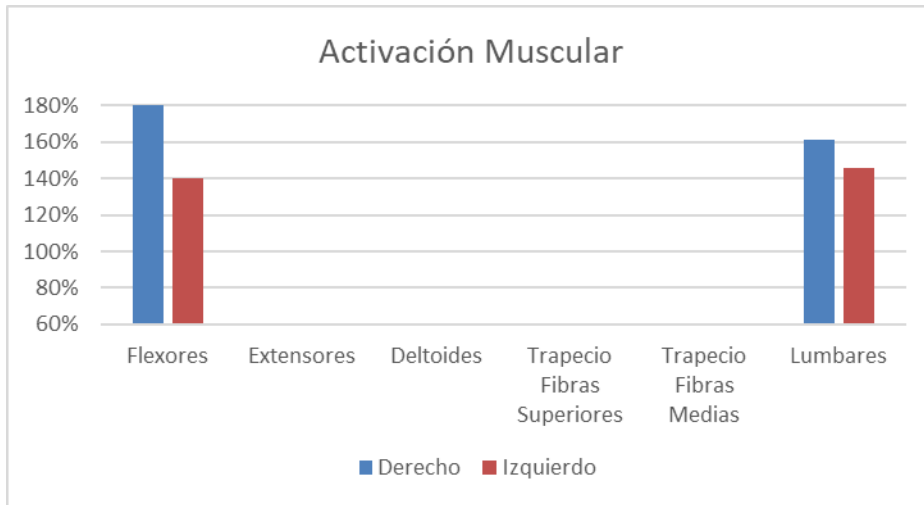 Activación Muscular
180%
160%
140%
120%
100%
80%
60%
Flexores
Extensores
Deltoides
Trapecio
Fibras
Superiores
Trapecio
Fibras
Medias
Lumbares
Derecho
Izquierdo